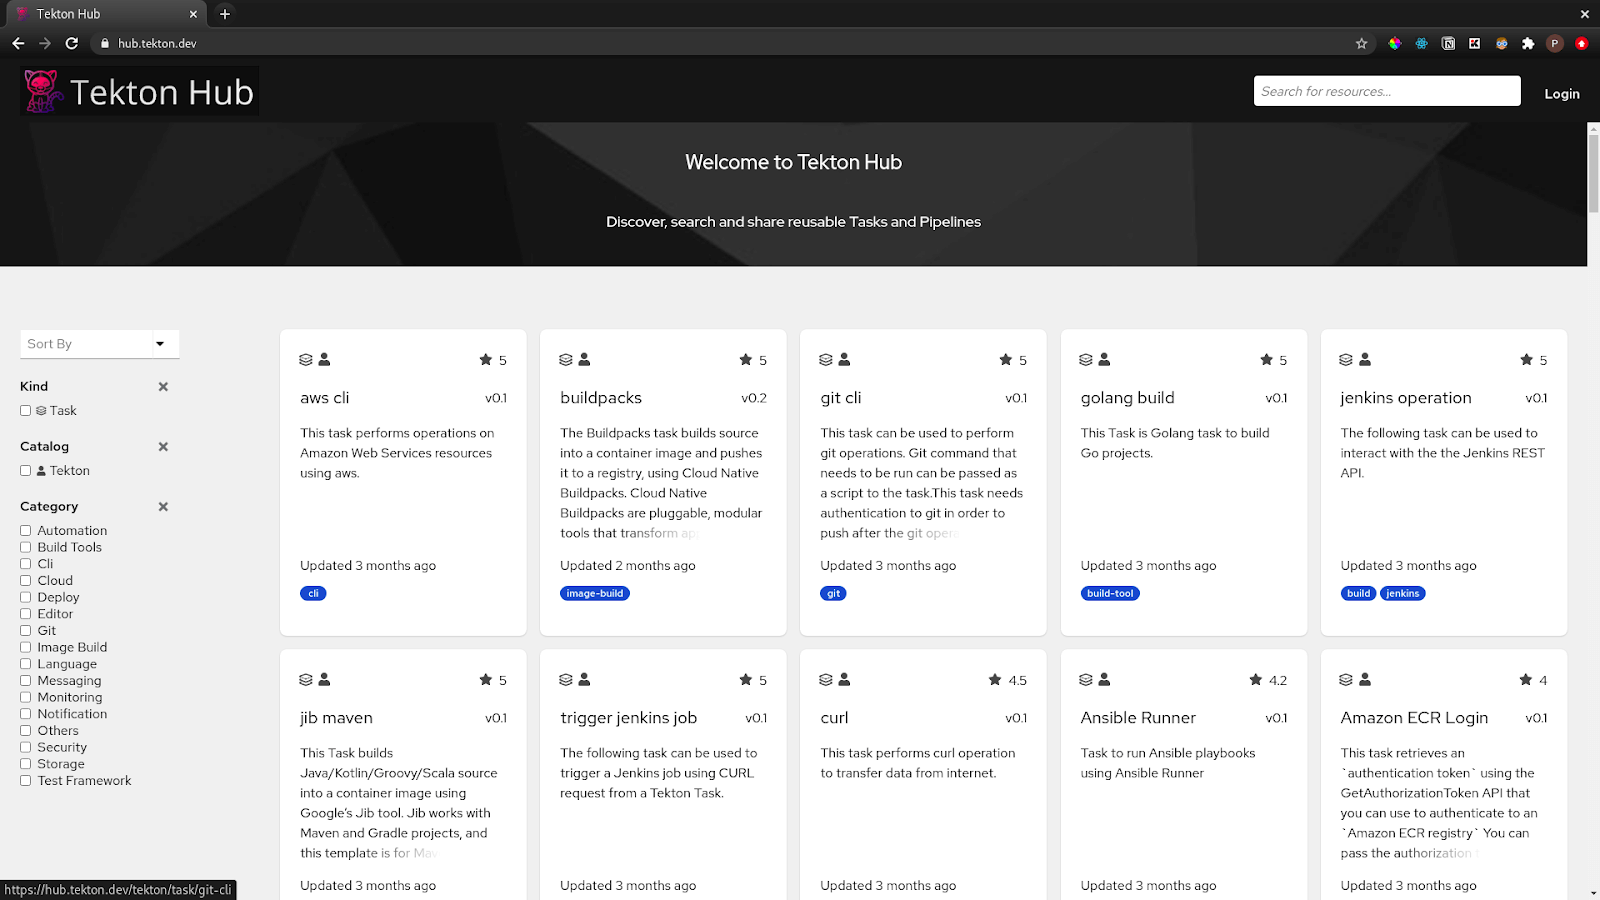 Tekton Hub
hub.tekton.dev
P
Tekton Hub
Search for resources...
Login
Welcome to Tekton Hub
Discover, search and share reusable Tasks and Pipelines
Sort By
Kind
Task
Catalog
Tekton
Category
Automation
Build Tools
Cli
Cloud
Deploy
Editor
Git
Image Build
Language
Messaging
Monitoring
Notification
Others
Security
Storage
Test Framework
5
aws cli v0.1
This task performs operations on
Amazon Web Services resources
using aws.
Updated 3 months ago
cli
5
buildpacks v0.2
The Buildpacks task builds source
into a container image and pushes
it to a registry, using Cloud Native
Buildpacks. Cloud Native
Buildpacks are pluggable, modular
tools that transform
Updated 2 months ago
image-build
5
git cli v0.1
This task can be used to perform
git operations. Git command that
needs to be run can be passed as
a script to the task.This task needs
authentication to git in order to
push after the git
Updated 3 months ago
git
5
golang build v0.1
This Task is Golang task to build
Go projects.
Updated 3 months ago
build-tool
5
jenkins operation v0.1
The following task can be used to
interact with the the Jenkins REST
API.
Updated 3 months ago
build jenkins
5
jib maven v0.1
This Task builds
Java/Kotlin/Groovy/Scala source
into a container image using
Google's Jib tool. Jib works with
Maven and Gradle projects, and
this template is for
Updated 3 months ago
5
trigger jenkins job v0.1
The following task can be used to
trigger a Jenkins job using CURL
request from a Tekton Task.
Updated 3 months ago
4.5
curl v0.1
This task performs curl operation
to transfer data from internet.
Updated 3 months ago
4.2
Ansible Runner v0.1
Task to run Ansible playbooks
using Ansible Runner
Updated 3 months ago
4
Amazon ECR Login v0.1
This task retrieves an
`authentication token` using the
GetAuthorizationToken API that
you can use to authenticate to an
`Amazon ECR registry` You can
pass the authorization
Updated 3 months ago
https://hub.tekton.dev/tekton/task/git-cli